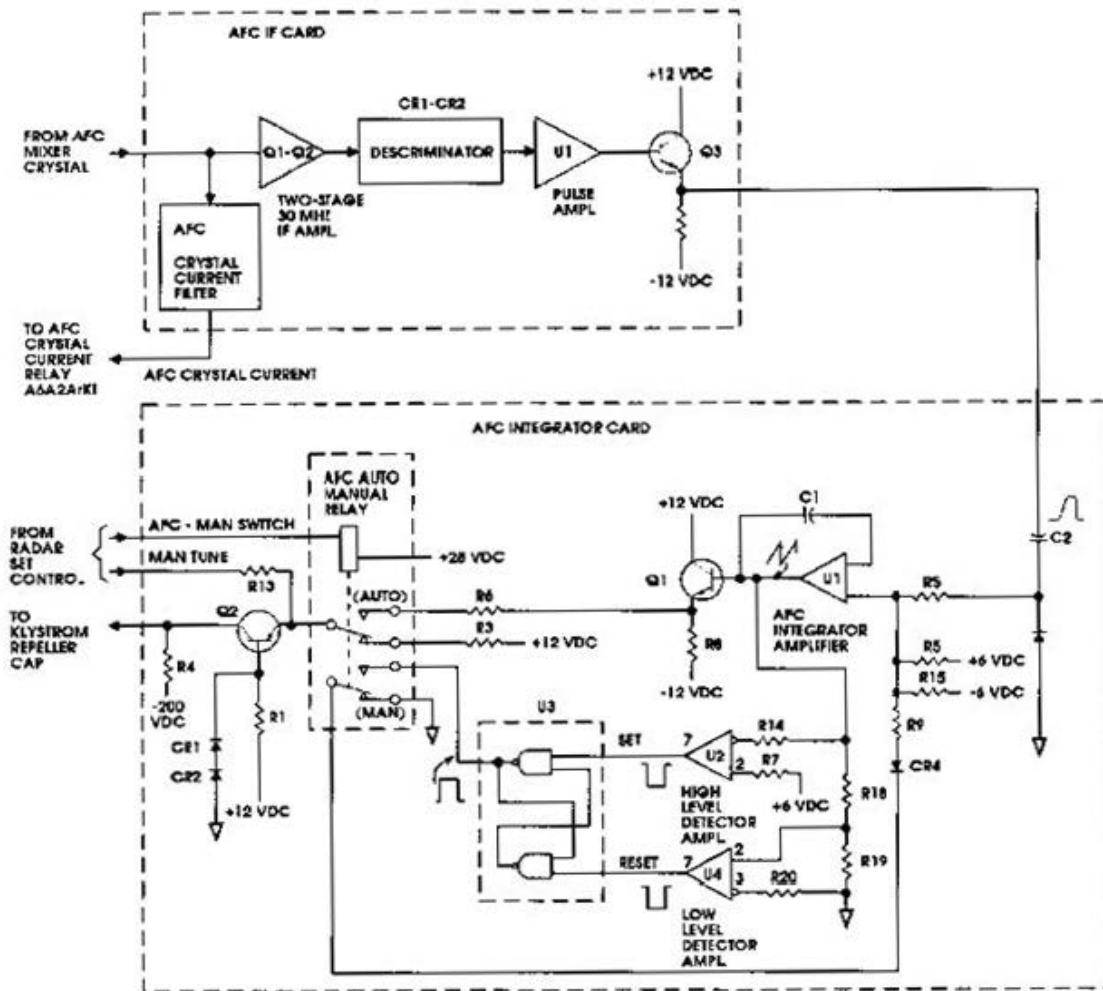 AFC IF CARD
+12 VDC
CR1-CR2
FROM AFC
MIXER
CRYSTAL
Q1-Q2
DESCRIMINATOR
U1
Q3
TWO-STAGE
30 MHz
IF AMPL.
PULSE
AMPL
AFC
CRYSTAL
CURRENT
FILTER
-12 VDC
TO AFC
CRYSTAL
CURRENT
RELAY
A6A2ArK1
AFC CRYSTAL CURRENT
AFC INTEGRATOR CARD
AFC AUTO
MANUAL
RELAY
+12 VDC
C1
C2
FROM
RADAR
SET
CONTROL
AFC - MAN SWITCH
MAN TUNE
R13
+28 VDC
Q1
U1
R5
(AUTO)
R6
Q2
TO
KLYSTROM
REPELLER
CAP
R3
+12 VDC
R8
AFC
INTEGRATOR
AMPLIFIER
R5
+6 VDC
R15
-6 VDC
R4
-12 VDC
-200
VDC
R1
(MAN)
U3
R9
CR1
SET
7
U2
R14
2
R7
CR4
CR2
+6 VDC
R18
+12 VDC
HIGH
LEVEL
DETECTOR
AMPL.
RESET
7
U4
2
3
R20
R19
LOW
LEVEL
DETECTOR
AMPL.